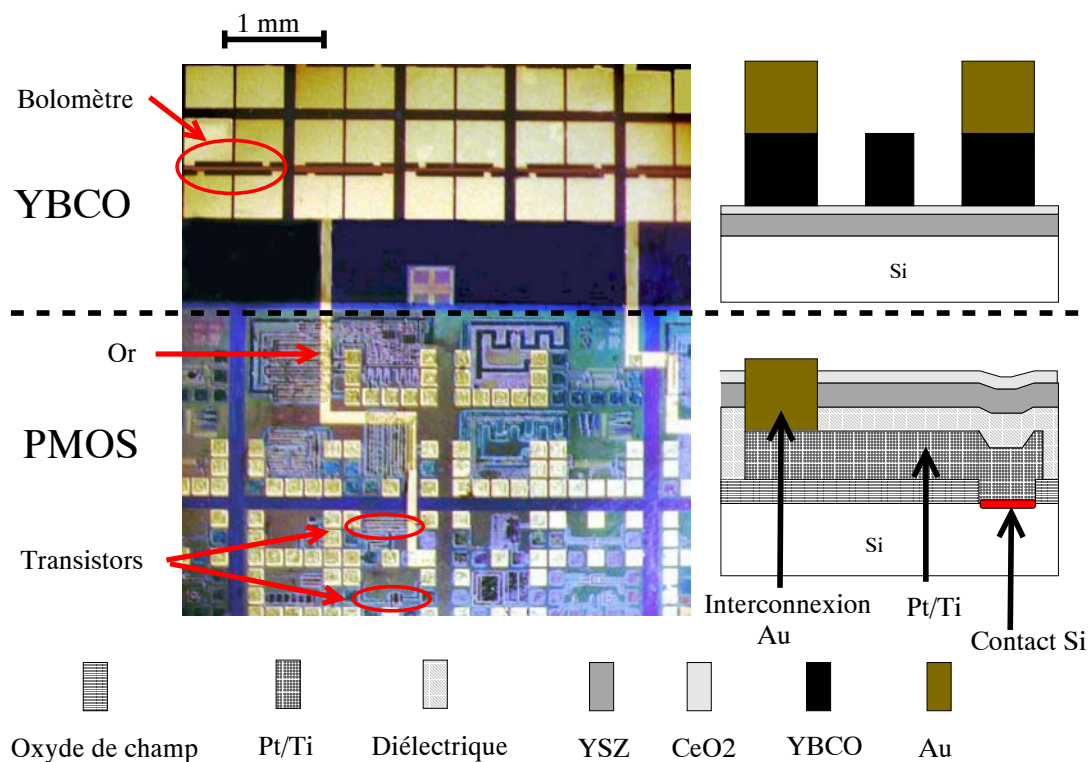 1 mm
Bolomètre
YBCO
Si
Or
PMOS
Transistors
Si
Interconnexion
Au
Pt/Ti
Contact Si
Oxyde de champ
Pt/Ti
Diélectrique
YSZ
CeO2
YBCO
Au